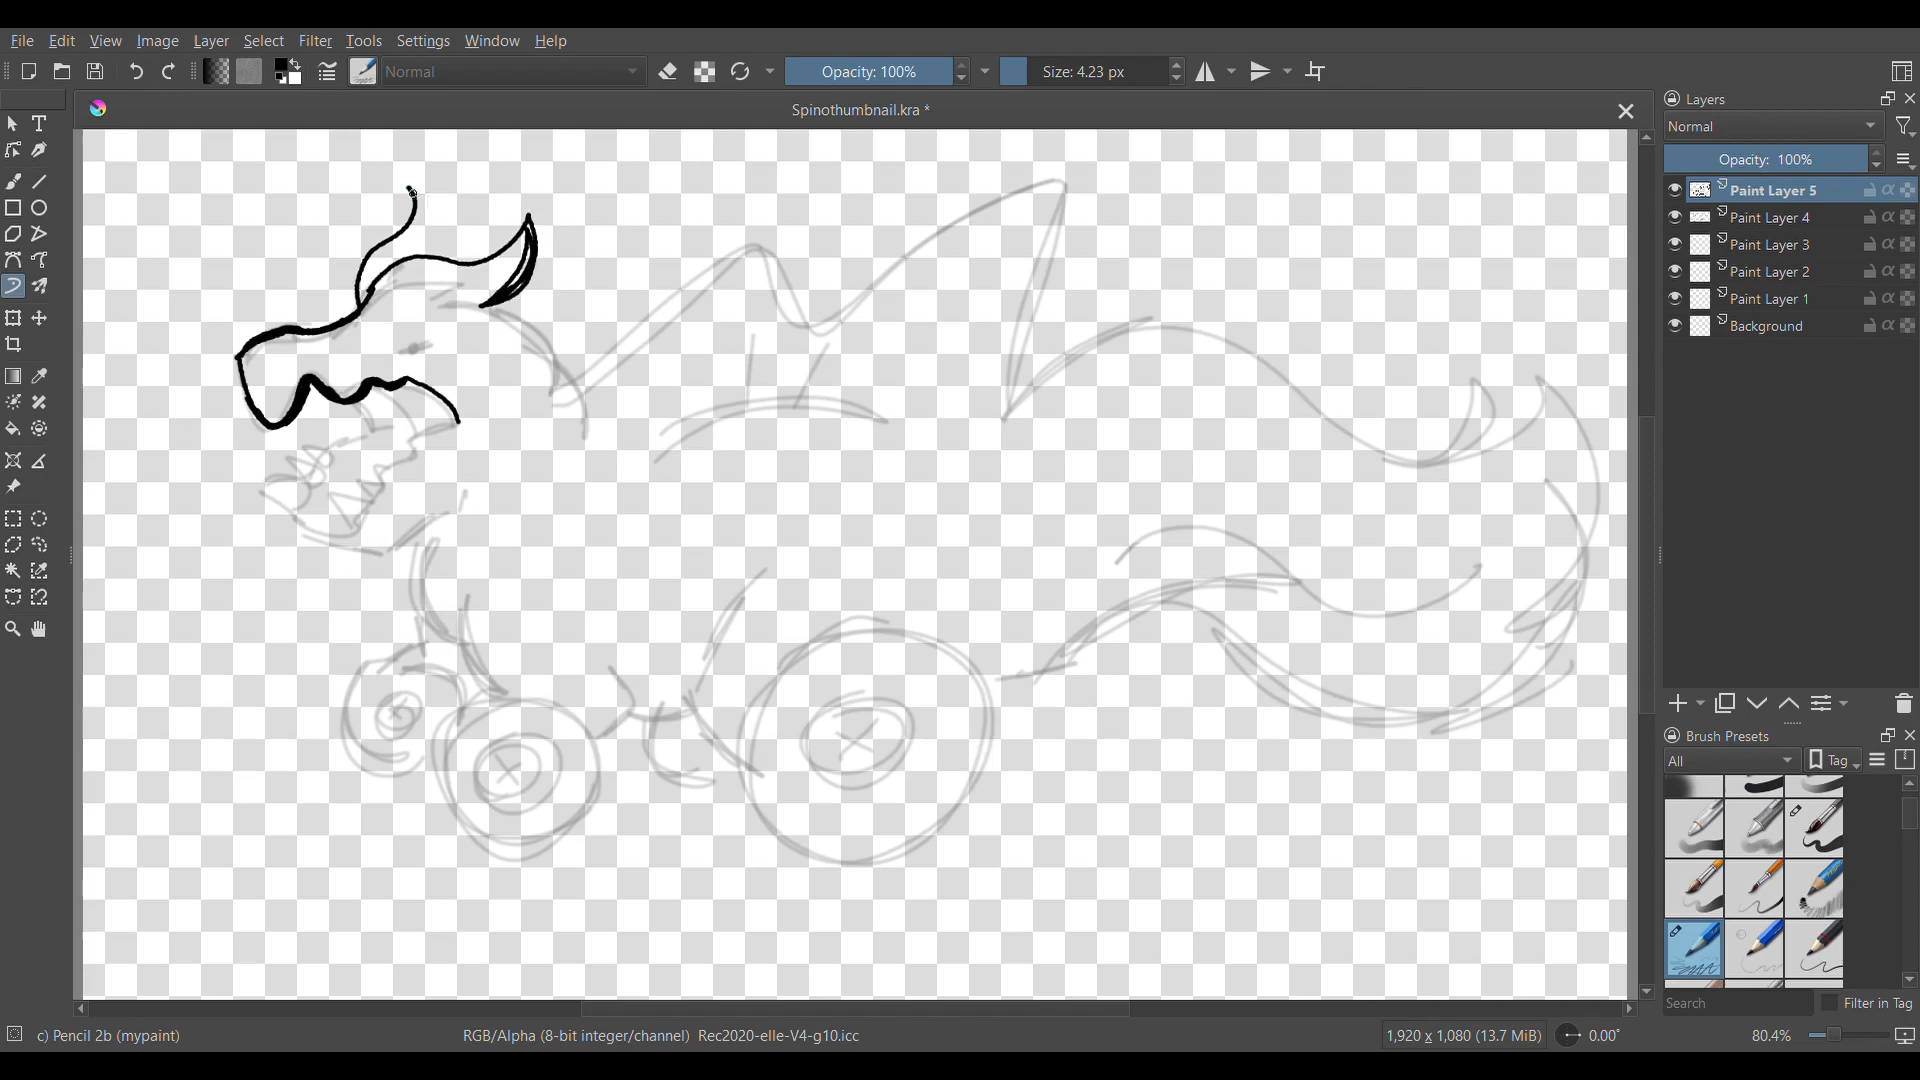 File Edit View Image Layer Select Filter Tools Settings Window Help
Normal
Opacity: 100%
Size: 4.23 px
Spinothumbnail.kra *
Layers
Normal
Opacity: 100%
Paint Layer 5
Paint Layer 4
Paint Layer 3
Paint Layer 2
Paint Layer 1
Background
Brush Presets
All
Tag
Search
Filter in Tag
c) Pencil 2b (mypaint)
RGB/Alpha (8-bit integer/channel) Rec2020-elle-V4-g10.icc
1,920 x 1,080 (13.7 MiB)
0.00°
80.4%